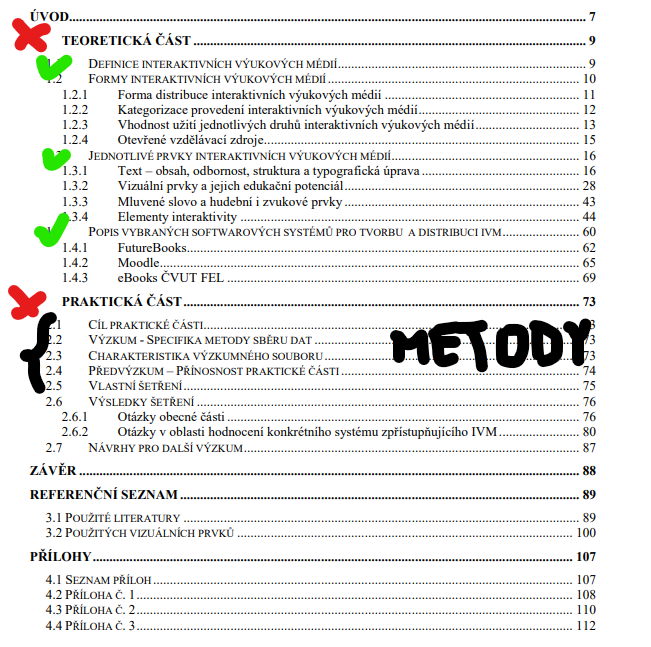 ÚVOD 7
TEORETICKÁ ČÁST 9
DEFINICE INTERAKTIVNÍCH VÝUKOVÝCH MÉDIÍ 9
1.2 FORMY INTERAKTIVNÍCH VÝUKOVÝCH MÉDIÍ 10
1.2.1 Forma distribuce interaktivních výukových médií 11
1.2.2 Kategorizace provedení interaktivních výukových médií 12
1.2.3 Vhodnost užití jednotlivých druhů interaktivních výukových médií 13
1.2.4 Otevřené vzdělávací zdroje 15
JEDNOTLIVÉ PRVKY INTERAKTIVNÍCH VÝUKOVÝCH MÉDIÍ 16
1.3.1 Text – obsah, odbornost, struktura a typografická úprava 16
1.3.2 Vizuální prvky a jejich edukační potenciál 28
1.3.3 Mluvené slovo a hudební i zvukové prvky 43
1.3.4 Elementy interaktivity 44
POPIS VYBRANÝCH SOFTWAROVÝCH SYSTÉMŮ PRO TVORBU A DISTRIBUCI IVM 60
1.4.1 FutureBooks 62
1.4.2 Moodle 65
1.4.3 eBooks ČVUT FEL 69
PRAKTICKÁ ČÁST 73
2.1 CÍL PRAKTICKÉ ČÁSTI
2.2 VÝZKUM - SPECIFIKA METODY SBĚRU DAT 73
METODY
2.3 CHARAKTERISTIKA VÝZKUMNÉHO SOUBORU 73
2.4 PŘEDVÝZKUM – PŘÍNOSNOST PRAKTICKÉ ČÁSTI 74
2.5 VLASTNÍ ŠETŘENÍ 75
2.6 VÝSLEDKY ŠETŘENÍ 76
2.6.1 Otázky obecné části 76
2.6.2 Otázky v oblasti hodnocení konkrétního systému zpřístupňujícího IVM 80
2.7 NÁVRHY PRO DALŠÍ VÝZKUM 87
ZÁVĚR 88
REFERENČNÍ SEZNAM 89
3.1 POUŽITÉ LITERATURY 89
3.2 POUŽITÝCH VIZUÁLNÍCH PRVKŮ 100
PŘÍLOHY 107
4.1 SEZNAM PŘÍLOH 107
4.2 PŘÍLOHA Č. 1 108
4.3 PŘÍLOHA Č. 2 110
4.4 PŘÍLOHA Č. 3 112